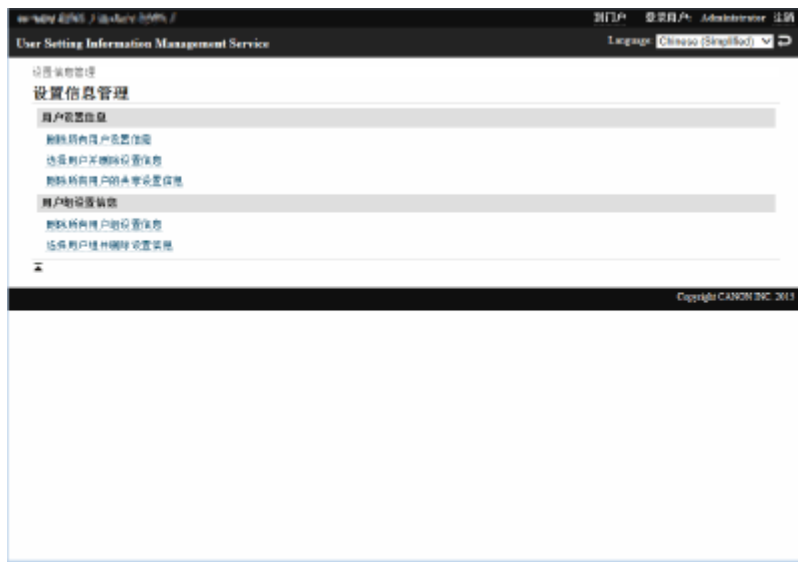 到门户 登录用户: Administrator 注销
User Setting Information Management Service
Language: Chinese (Simplified)
设置信息管理
设置信息管理
用户设置信息
删除所有用户设置信息
选择用户并删除设置信息
删除所有用户的共享设置信息
用户组设置信息
删除所有用户组设置信息
选择用户组并删除设置信息
Copyright CANON INC. 2015